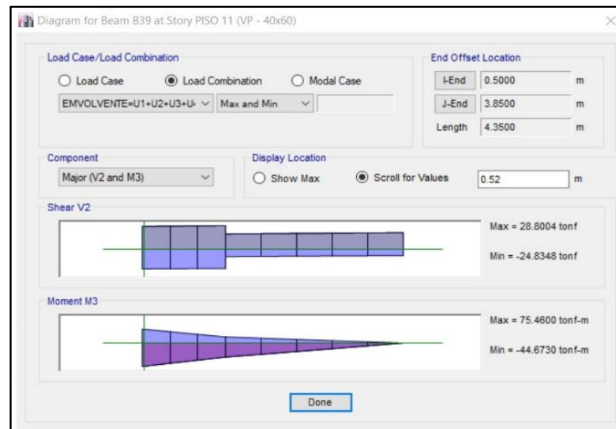 Diagram for Beam B39 at Story PISO 11 (VP - 40x60)
Load Case/Load Combination
Load Case Load Combination Modal Case
EMVOLVENTE=U1+U2+U3+U4 Max and Min
End Offset Location
I-End 0.5000 m
J-End 3.8500 m
Length 4.3500 m
Component
Major (V2 and M3)
Display Location
Show Max Scroll for Values 0.52 m
Shear V2
Max = 28.8004 tonf
Min = -24.8348 tonf
Moment M3
Max = 75.4600 tonf-m
Min = -44.6730 tonf-m
Done